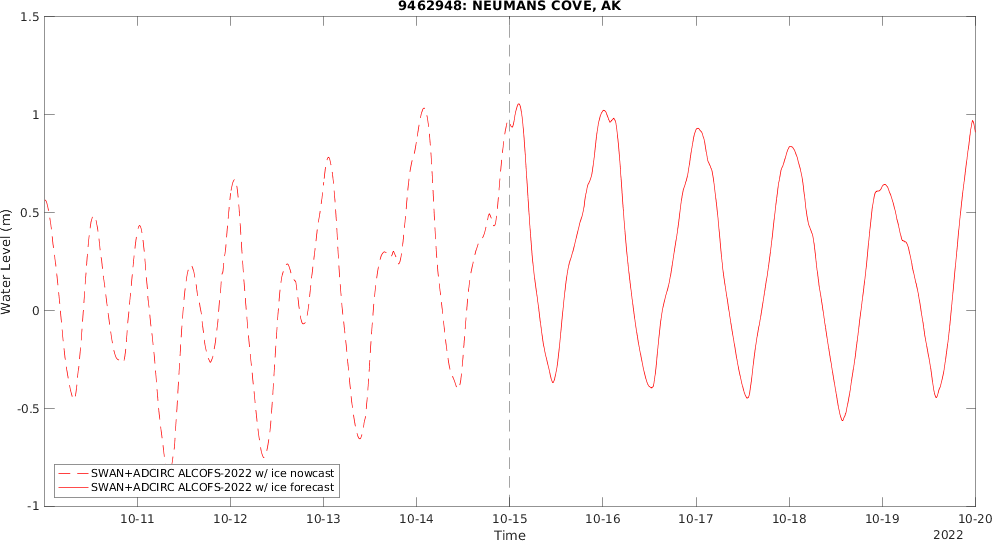 9462948: NEUMANS COVE, AK
1.5
1
0.5
0
-0.5
-1
Water Level (m)
SWAN+ADCIRC ALCOFS-2022 w/ ice nowcast
SWAN+ADCIRC ALCOFS-2022 w/ ice forecast
10-11 10-12 10-13 10-14 10-15 10-16 10-17 10-18 10-19 10-20
Time
2022